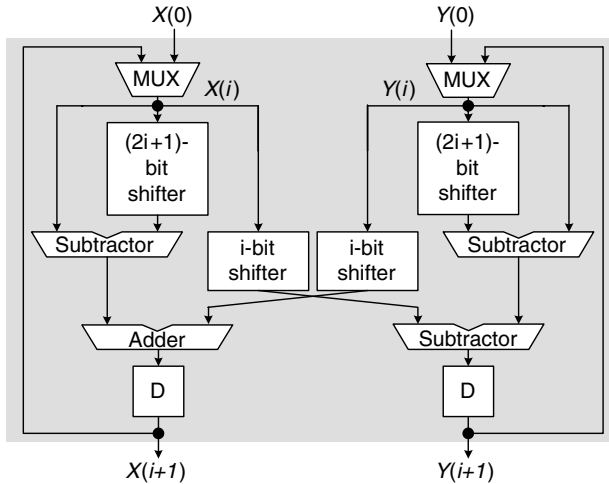 X(0) Y(0)
MUX MUX
X(i) Y(i)
(2i+1)-
bit
shifter
(2i+1)-
bit
shifter
Subtractor
i-bit
shifter
i-bit
shifter
Subtractor
Adder Subtractor
D D
X(i+1) Y(i+1)